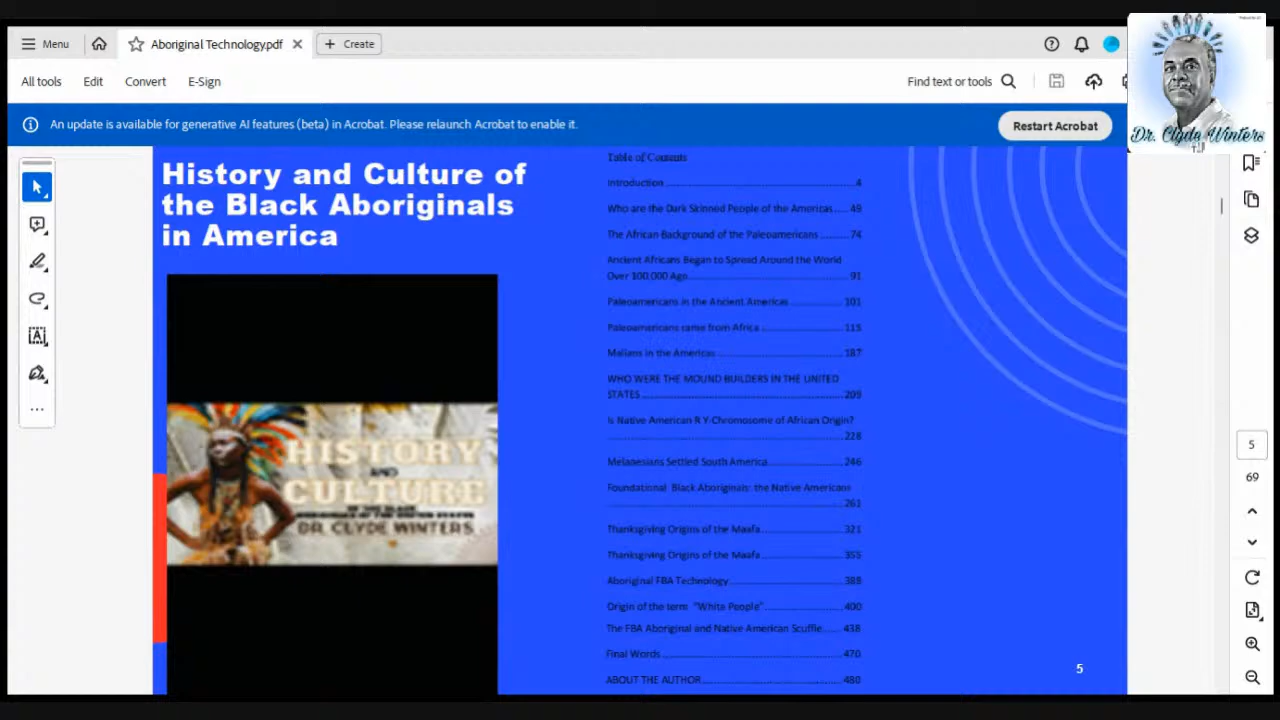 Menu
Aboriginal Technology.pdf
Create
All tools
Edit
Convert
E-Sign
Find text or tools
Dr. Clyde Winters
An update is available for generative AI features (beta) in Acrobat. Please relaunch Acrobat to enable it.
Restart Acrobat
History and Culture of
the Black Aboriginals
in America
HISTORY
AND
CULTURE
DR. CLYDE WINTERS
Table of Contents
Introduction 4
Who are the Dark Skinned People of the Americas 49
The African Background of the Paleoamericans 74
Ancient Africans Began to Spread Around the World
Over 100,000 Ago 91
Paleoamericans in the Ancient Americas 101
Paleoamericans came from Africa 115
Malians in the Americas 187
WHO WERE THE MOUND BUILDERS IN THE UNITED
STATES 209
Is Native American R Y-Chromosome of African Origin?
228
Melanesians Settled South America 246
Foundational Black Aboriginals: the Native Americans
261
Thanksgiving Origins of the Maafa 321
Thanksgiving Origins of the Maafa 355
Aboriginal FBA Technology 388
Origin of the term "White People" 400
The FBA Aboriginal and Native American Scuffle 438
Final Words 470
ABOUT THE AUTHOR 480
5
5
69